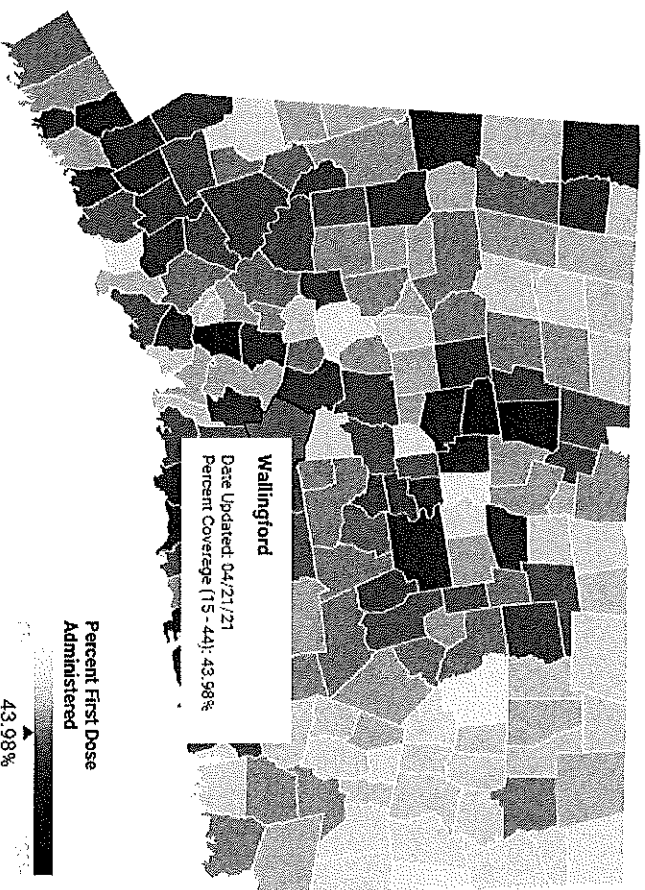 Wallingford
Date Updated: 04/21/21
Percent Coverage (15-44): 43.98%
Percent First Dose
Administered
43.98%